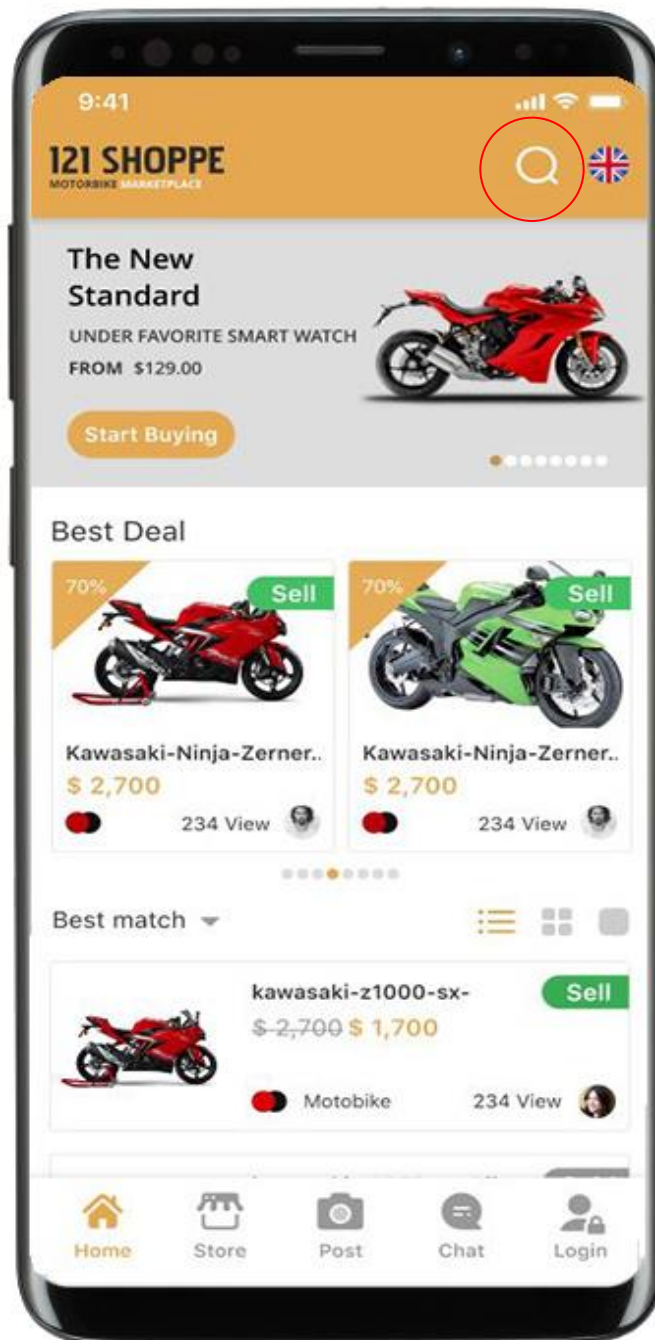 9:41
121 SHOPPE
MOTORBIKE MARKETPLACE
The New
Standard
UNDER FAVORITE SMART WATCH
FROM $129.00
Start Buying
Best Deal
70% Sell
70% Sell
Kawasaki-Ninja-Zerner..
Kawasaki-Ninja-Zerner..
$ 2,700
$ 2,700
234 View
234 View
Best match
kawasaki-z1000-sx-
Sell
$ 2,700 $ 1,700
Motobike 234 View
Home Store Post Chat Login